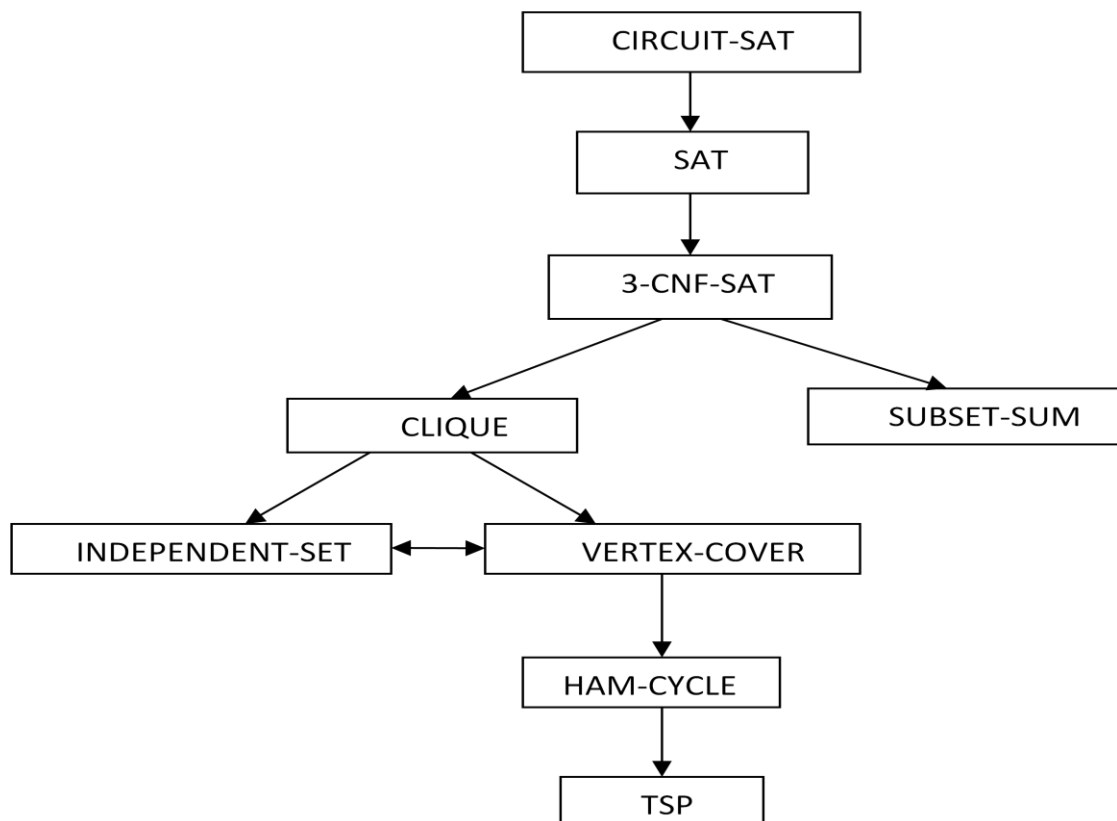 CIRCUIT-SAT
SAT
3-CNF-SAT
CLIQUE
SUBSET-SUM
INDEPENDENT-SET
VERTEX-COVER
HAM-CYCLE
TSP